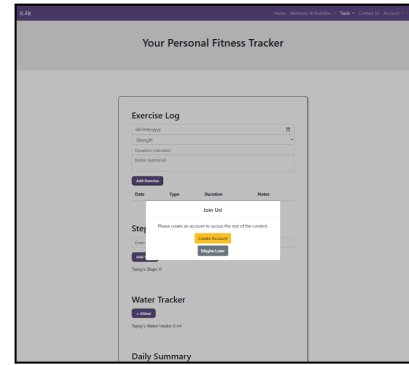 K-Fit
Home Workouts & Nutrition Tools Contact Us Account
Your Personal Fitness Tracker
Exercise Log
dd/mm/yyyy
Strength
Duration (minutes)
Notes (optional)
Add Exercise
Date Type Duration Notes
Join Us!
Please create an account to access the rest of the content.
Create Account
Maybe Later
Step
Enter
Add
Today's Steps: 0
Water Tracker
+ 250ml
Today's Water Intake: 0 ml
Daily Summary